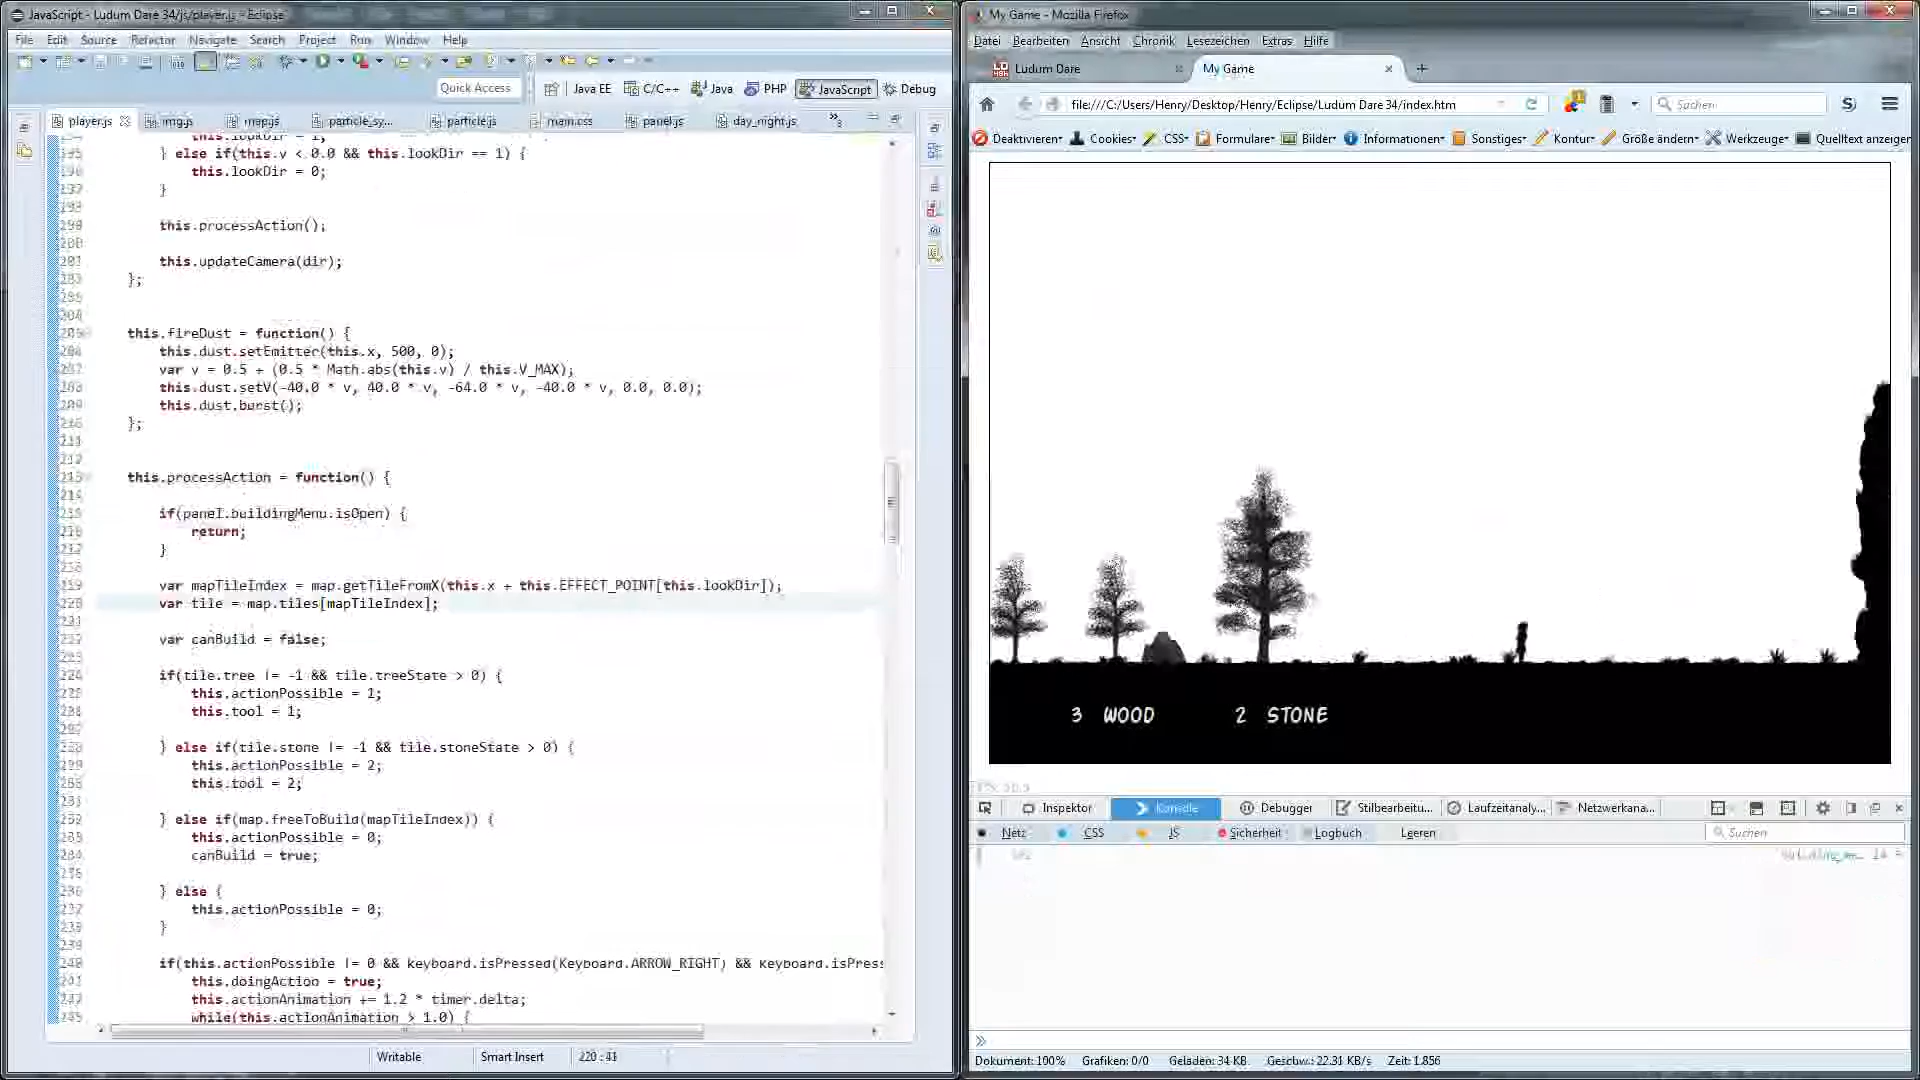 JavaScript - Ludum Dare 34/js/player.js - Eclipse
File Edit Source Refactor Navigate Search Project Run Window Help
Quick Access Java EE C/C++ Java PHP JavaScript Debug
player.js img.js map.js particle_sy... particle.js main.css panel.js day_night.js
} else if(this.v < 0.0 && this.lookDir == 1) {
this.lookDir = 0;
}
this.processAction();
this.updateCamera(dir);
};
this.fireDust = function() {
this.dust.setEmitter(this.x, 500, 0);
var v = 0.5 + (0.5 * Math.abs(this.v) / this.V_MAX);
this.dust.setV(-40.0 * v, 40.0 * v, -64.0 * v, -40.0 * v, 0.0, 0.0);
this.dust.burst();
};
this.processAction = function() {
if(panel.buildingMenu.isOpen) {
return;
}
var mapTileIndex = map.getTileFromX(this.x + this.EFFECT_POINT[this.lookDir]);
var tile = map.tiles[mapTileIndex];
var canBuild = false;
if(tile.tree != -1 && tile.treeState > 0) {
this.actionPossible = 1;
this.tool = 1;
} else if(tile.stone != -1 && tile.stoneState > 0) {
this.actionPossible = 2;
this.tool = 2;
} else if(map.freeToBuild(mapTileIndex)) {
this.actionPossible = 0;
canBuild = true;
} else {
this.actionPossible = 0;
}
if(this.actionPossible != 0 && keyboard.isPressed(Keyboard.ARROW_RIGHT) && keyboard.isPress
this.doingAction = true;
this.actionAnimation += 1.2 * timer.delta;
while(this.actionAnimation > 1.0) {
Writable Smart Insert 220 : 43
My Game - Mozilla Firefox
Datei Bearbeiten Ansicht Chronik Lesezeichen Extras Hilfe
Ludum Dare My Game
file:///C:/Users/Henry/Desktop/Henry/Eclipse/Ludum Dare 34/index.htm Suchen
Deaktivieren Cookies CSS Formulare Bilder Informationen Sonstiges Kontur Größe ändern Werkzeuge Quelltext anzeigen
3 WOOD 2 STONE
Inspektor Konsole Debugger Stilbearbeitu... Laufzeitanaly... Netzwerkana...
Netz CSS JS Sicherheit Logbuch Leeren Suchen
Dokument: 100% Grafiken: 0/0 Geladen: 34 KB Geschw.: 22.31 KB/s Zeit: 1.856